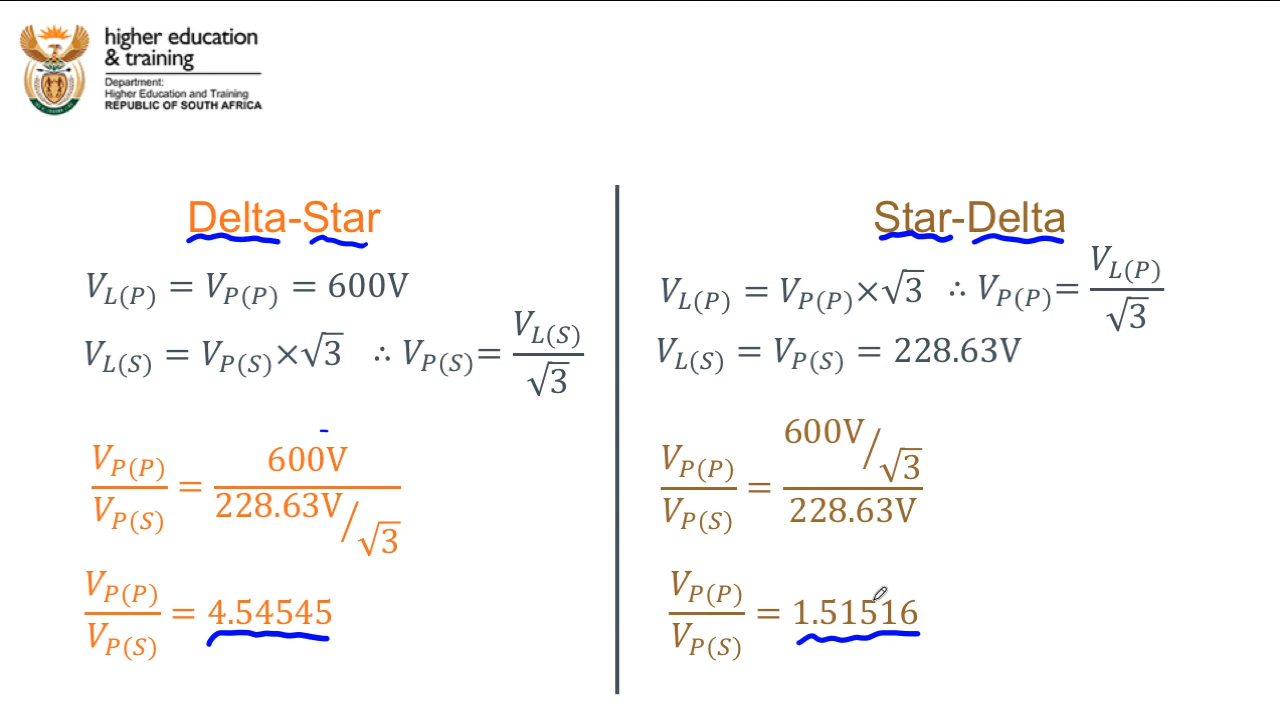 higher education
& training
Department:
Higher Education and Training
REPUBLIC OF SOUTH AFRICA
Delta-Star
V_L(P) = V_P(P) = 600V
V_L(S) = V_P(S) × √3 ∴ V_P(S) = V_L(S) / √3
V_P(P) / V_P(S) = 600V / (228.63V / √3)
V_P(P) / V_P(S) = 4.54545
Star-Delta
V_L(P) = V_P(P) × √3 ∴ V_P(P) = V_L(P) / √3
V_L(S) = V_P(S) = 228.63V
V_P(P) / V_P(S) = (600V / √3) / 228.63V
V_P(P) / V_P(S) = 1.51516